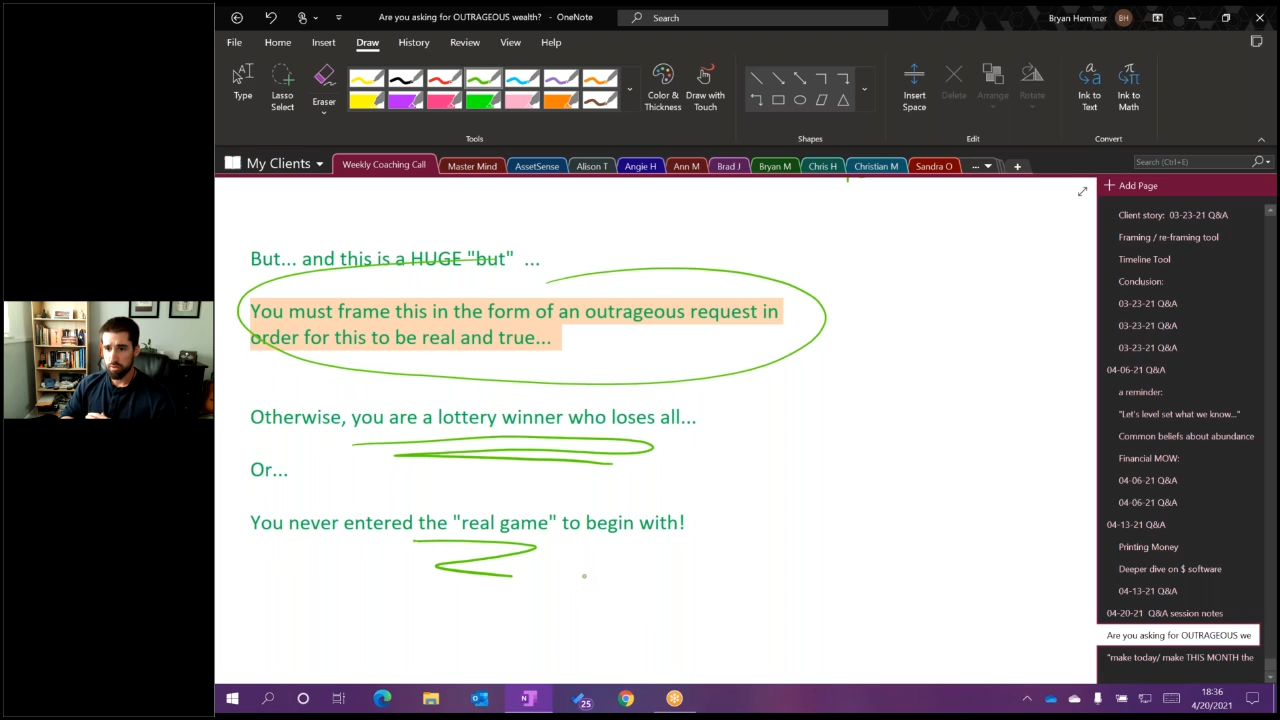 Are you asking for OUTRAGEOUS wealth? - OneNote
Search
Bryan Hemmer
BH
File Home Insert Draw History Review View Help
Type
Lasso Select
Eraser
Color & Thickness
Draw with Touch
Insert Space
Delete
Arrange
Rotate
Ink to Text
Ink to Math
Tools
Shapes
Edit
Convert
My Clients
Weekly Coaching Call
Master Mind
AssetSense
Alison T
Angie H
Ann M
Brad J
Bryan M
Chris H
Christian M
Sandra O
...
Search (Ctrl+E)
But... and this is a HUGE "but" ...
You must frame this in the form of an outrageous request in
order for this to be real and true...
Otherwise, you are a lottery winner who loses all...
Or...
You never entered the "real game" to begin with!
Add Page
Client story: 03-23-21 Q&A
Framing / re-framing tool
Timeline Tool
Conclusion:
03-23-21 Q&A
03-23-21 Q&A
03-23-21 Q&A
04-06-21 Q&A
a reminder:
"Let's level set what we know..."
Common beliefs about abundance
Financial MOW:
04-06-21 Q&A
04-06-21 Q&A
04-13-21 Q&A
Printing Money
Deeper dive on $ software
04-13-21 Q&A
04-20-21 Q&A session notes
Are you asking for OUTRAGEOUS we
"make today/ make THIS MONTH the
25
18:36
4/20/2021